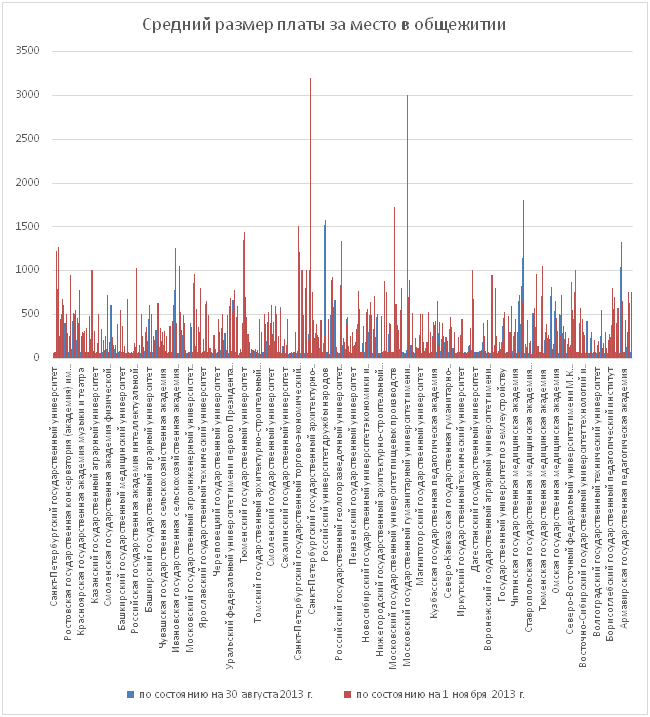 Средний размер платы за место в общежитии
3500
3000
2500
2000
1500
1000
500
0
Санкт-Петербургский государственный университет
Ростовская государственная консерватория (академия) им..
Красноярская государственная академия музыки и театра
Казанский государственный аграрный университет
Смоленская государственная академия физической..
Башкирский государственный медицинский университет
Российская государственная академия интеллектуальной..
Башкирский государственный аграрный университет
Чувашская государственная сельскохозяйственная академия
Ивановская государственная сельскохозяйственная академия..
Московский государственный агроинженерный университет..
Ярославский государственный технический университет
Череповецкий государственный университет
Уральский федеральный университет имени первого Президента..
Тюменский государственный университет
Томский государственный архитектурно-строительный..
Смоленский государственный университет
Сахалинский государственный университет
Санкт-Петербургский государственный торгово-экономический..
Санкт-Петербургский государственный архитектурно-..
Российский университет дружбы народов
Российский государственный геологоразведочный университет..
Пензенский государственный университет
Новосибирский государственный университет экономики и..
Нижегородский государственный архитектурно-строительный..
Московский государственный университет пищевых производств
Московский государственный гуманитарный университет имени..
Магнитогорский государственный университет
Кузбасская государственная педагогическая академия
Северо-Кавказская государственная гуманитарно-..
Иркутский государственный технический университет
Дагестанский государственный университет
Воронежский государственный аграрный университет имени..
Государственный университет по землеустройству
Читинская государственная медицинская академия
Ставропольская государственная медицинская академия..
Тюменская государственная медицинская академия
Омская государственная медицинская академия
Северо-Восточный федеральный университет имени М.К...
Восточно-Сибирский государственный университет технологий и..
Волгоградский государственный технический университет
Борисоглебский государственный педагогический институт
Армавирская государственная педагогическая академия
по состоянию на 30 августа 2013 г.
по состоянию на 1 ноября 2013 г.